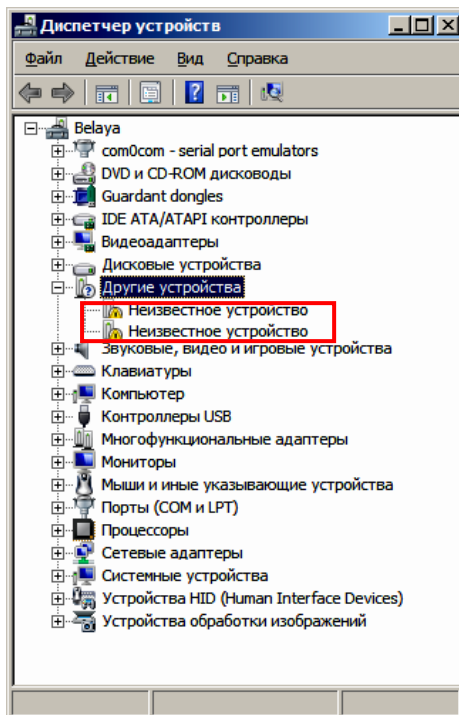 Диспетчер устройств
Файл Действие Вид Справка
Belaya
com0com - serial port emulators
DVD и CD-ROM дисководы
Guardant dongles
IDE ATA/ATAPI контроллеры
Видеоадаптеры
Дисковые устройства
Другие устройства
Неизвестное устройство
Неизвестное устройство
Звуковые, видео и игровые устройства
Клавиатуры
Компьютер
Контроллеры USB
Многофункциональные адаптеры
Мониторы
Мыши и иные указывающие устройства
Порты (COM и LPT)
Процессоры
Сетевые адаптеры
Системные устройства
Устройства HID (Human Interface Devices)
Устройства обработки изображений